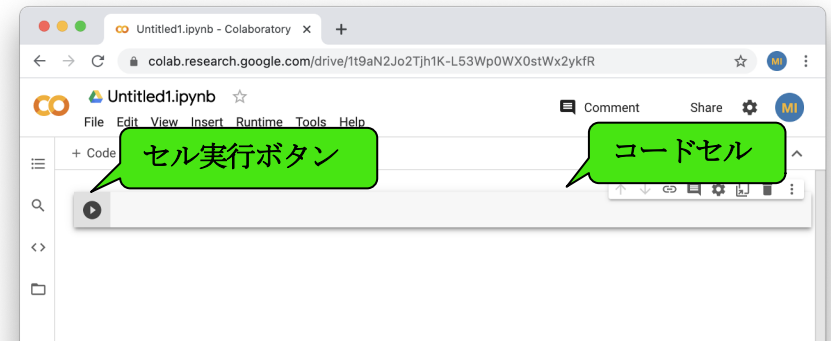 Untitled1.ipynb - Colaboratory
colab.research.google.com/drive/1t9aN2Jo2Tjh1K-L53Wp0WX0stWx2ykfR
MI
Untitled1.ipynb
Comment
Share
MI
File Edit View Insert Runtime Tools Help
+ Code
セル実行ボタン
コードセル